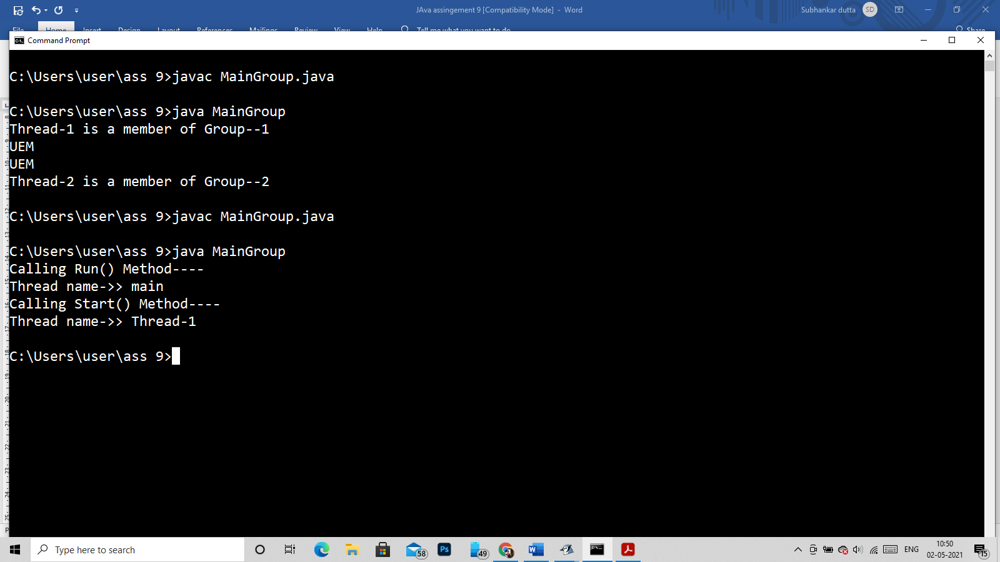 JAva assingement 9 [Compatibility Mode] - Word
Subhankar dutta
SD
File Home Insert Design Layout References Mailings Review View Help Tell me what you want to do Share
Command Prompt
C:\Users\user\ass 9>javac MainGroup.java
C:\Users\user\ass 9>java MainGroup
Thread-1 is a member of Group--1
UEM
UEM
Thread-2 is a member of Group--2
C:\Users\user\ass 9>javac MainGroup.java
C:\Users\user\ass 9>java MainGroup
Calling Run() Method----
Thread name->> main
Calling Start() Method----
Thread name->> Thread-1
C:\Users\user\ass 9>
Type here to search
58
Ps
49
W
ENG
10:50
02-05-2021
15